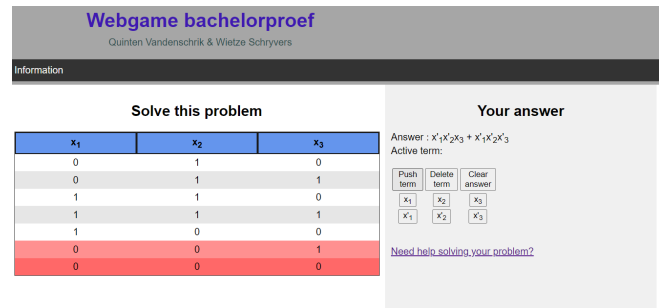 Webgame bachelorproef
Quinten Vandenschrik & Wietze Schryvers
Information
Solve this problem
x₁ x₂ x₃
0 1 0
0 1 1
1 1 0
1 1 1
1 0 0
0 0 1
0 0 0
Your answer
Answer : x'₁x'₂x₃ + x'₁x'₂x'₃
Active term:
Push term Delete term Clear answer
x₁ x₂ x₃
x'₁ x'₂ x'₃
Need help solving your problem?